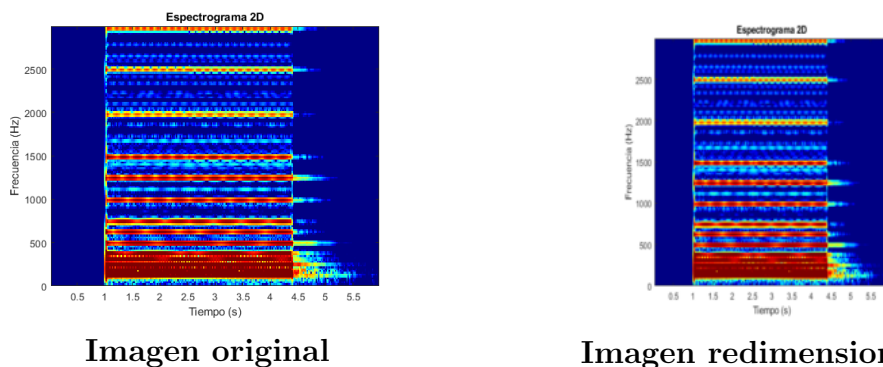 Espectrograma 2D
2500
2000
1500
1000
500
0
Frecuencia (Hz)
0.5 1 1.5 2 2.5 3 3.5 4 4.5 5 5.5
Tiempo (s)
Imagen original
Espectrograma 2D
2500
2000
1500
1000
500
0
Frecuencia (Hz)
0.5 1 1.5 2 2.5 3 3.5 4 4.5 5
Tiempo (s)
Imagen redimension